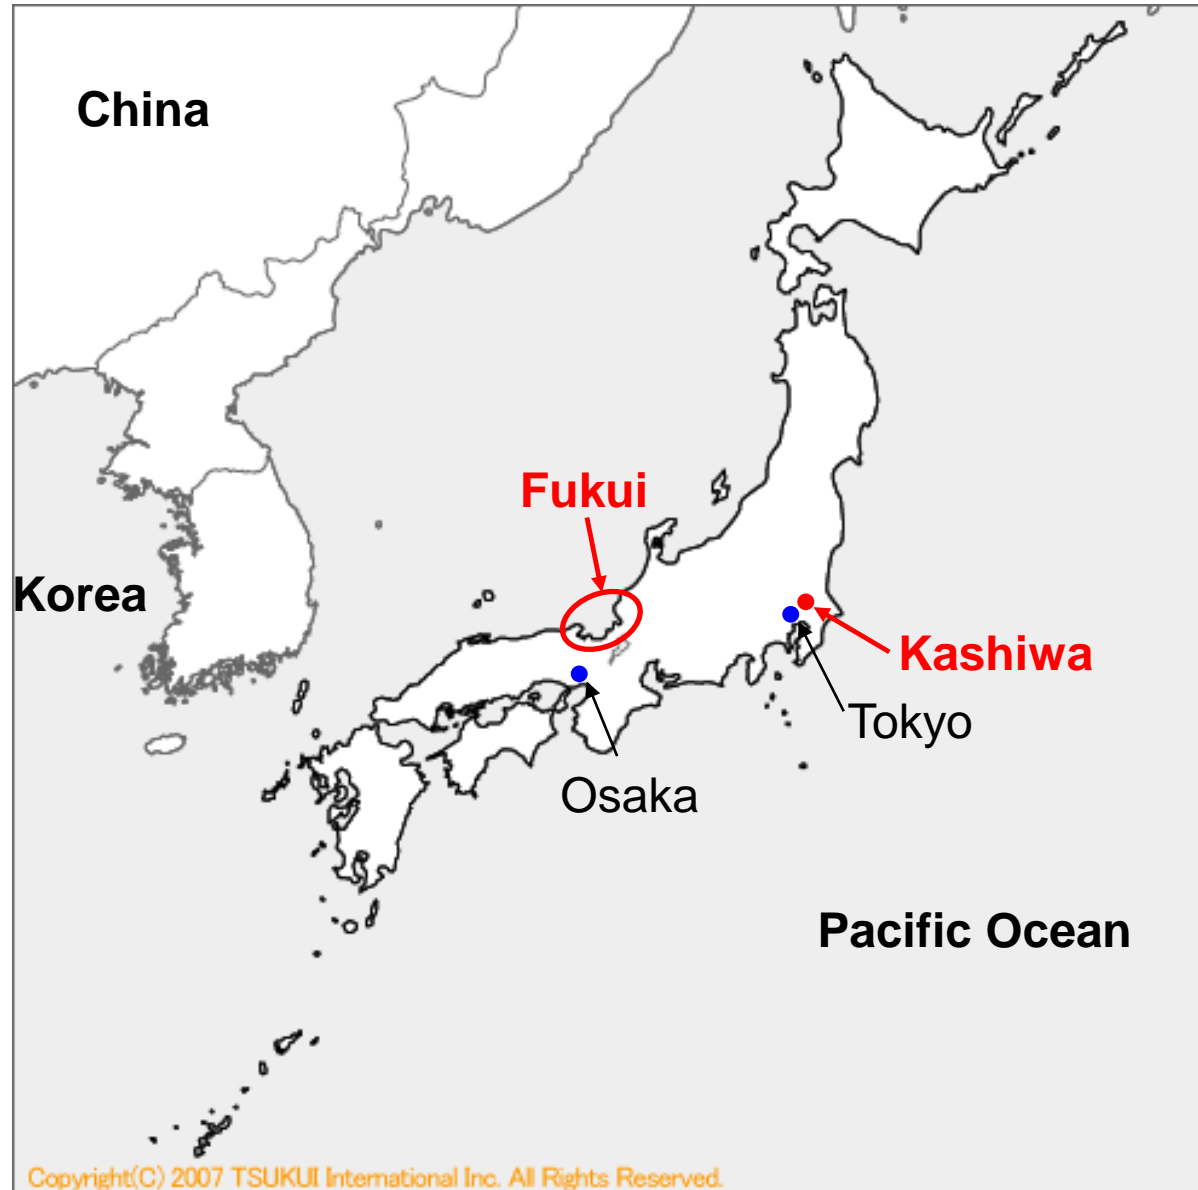 China
Fukui
Korea
Kashiwa
Tokyo
Osaka
Pacific Ocean
Copyright(C) 2007 TSUKUI International Inc. All Rights Reserved.